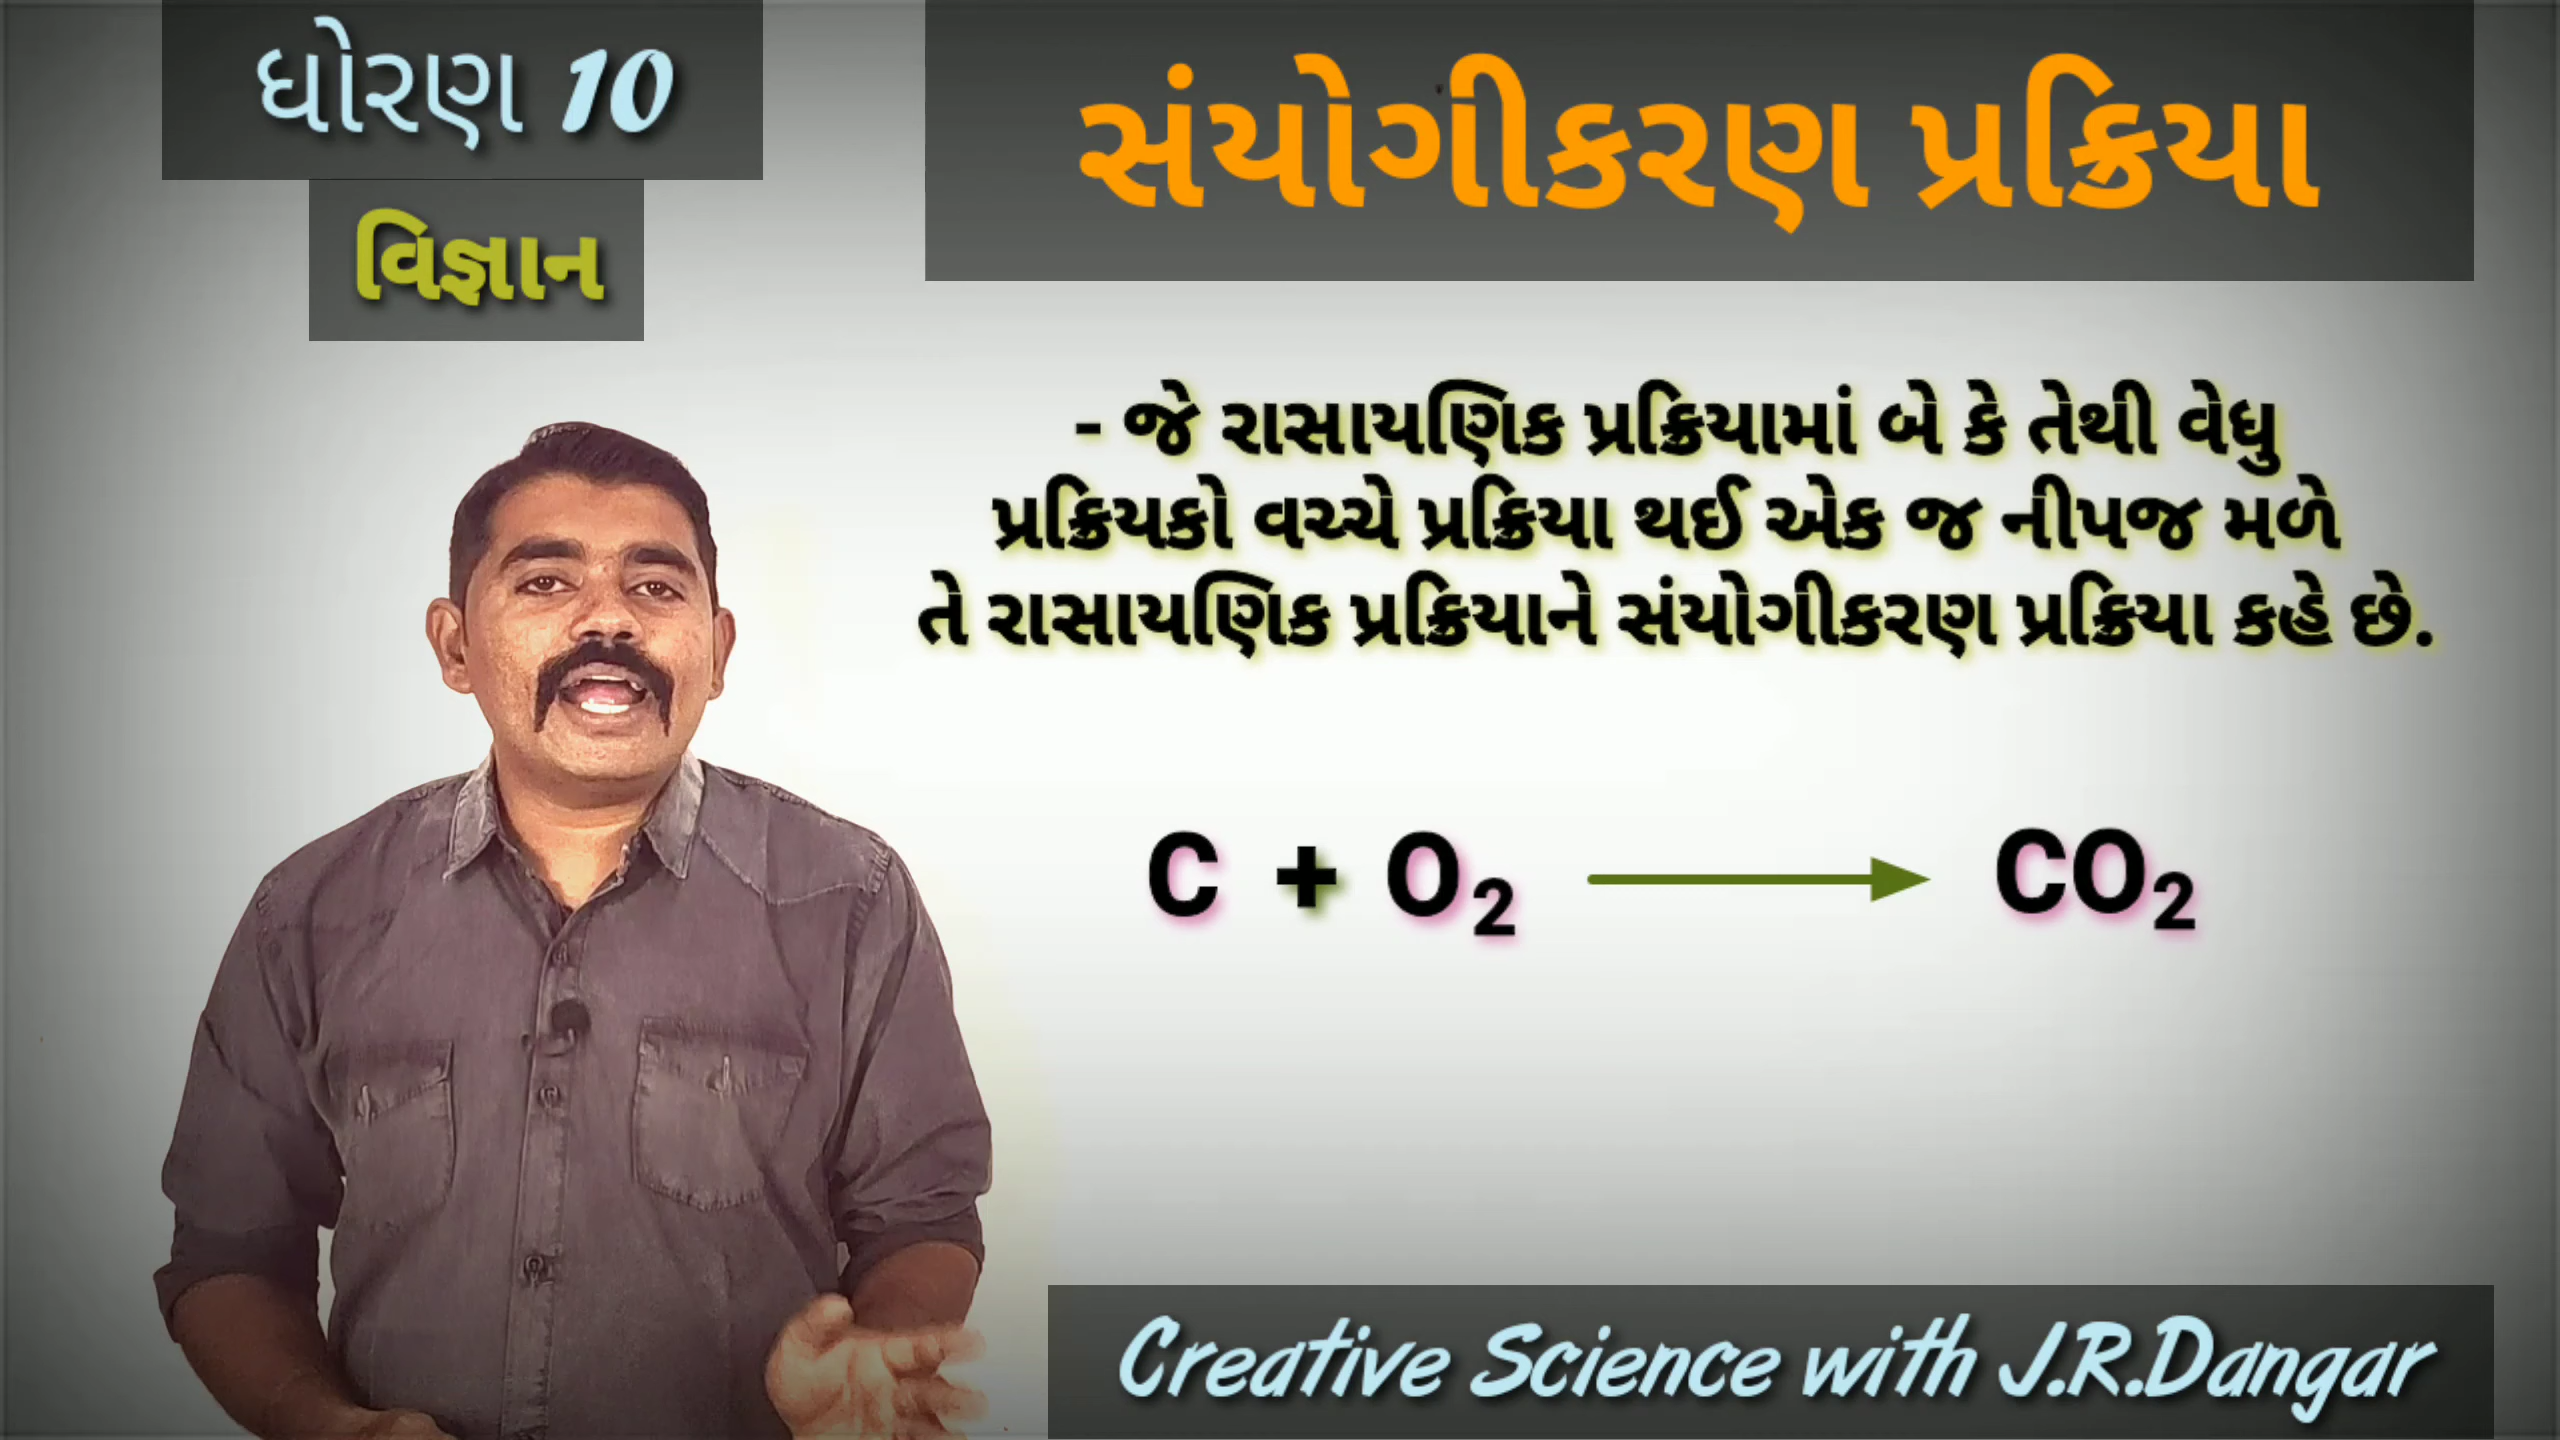 ધોરણ 10
વિજ્ઞાન
સંયોગીકરણ પ્રક્રિયા
- જે રાસાયણિક પ્રક્રિયામાં બે કે તેથી વેધુ
પ્રક્રિયકો વચ્ચે પ્રક્રિયા થઈ એક જ નીપજ મળે
તે રાસાયણિક પ્રક્રિયાને સંયોગીકરણ પ્રક્રિયા કહે છે.
C + O₂ → CO₂
Creative Science with J.R.Dangar